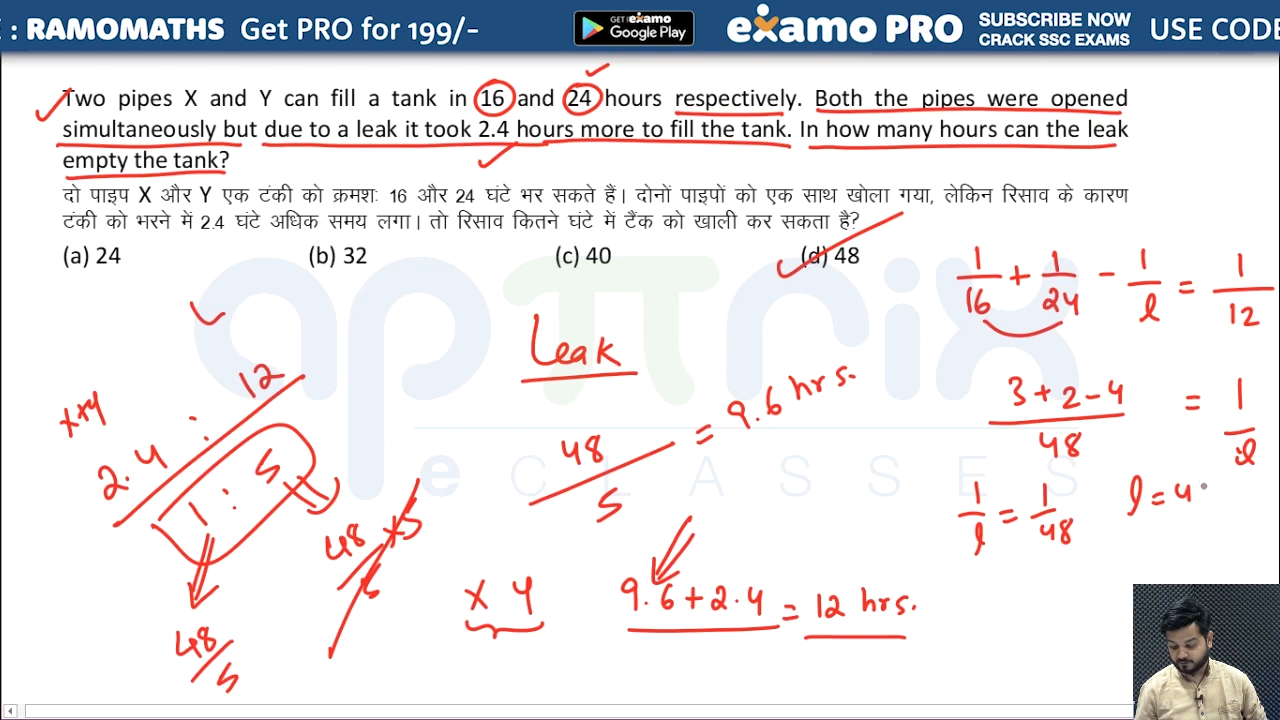 : RAMOMATHS Get PRO for 199/- GET IT examo Google Play examo PRO SUBSCRIBE NOW CRACK SSC EXAMS USE CODE
Two pipes X and Y can fill a tank in 16 and 24 hours respectively. Both the pipes were opened
simultaneously but due to a leak it took 2.4 hours more to fill the tank. In how many hours can the leak
empty the tank?
दो पाइप X और Y एक टंकी को क्रमशः 16 और 24 घंटे भर सकते हैं। दोनों पाइपों को एक साथ खोला गया, लेकिन रिसाव के कारण
टंकी को भरने में 2.4 घंटे अधिक समय लगा। तो रिसाव कितने घंटे में टैंक को खाली कर सकता है?
(a) 24 (b) 32 (c) 40 (d) 48
apπrix
e CLASSES
1/16 + 1/24 - 1/l = 1/12
Leak
x+y
2.4 : 12
1 : 5
48/5
48/5 = 9.6 hrs.
3+2-4/48 = 1/l
1/l = 1/48 l = 4
X Y 9.6 + 2.4 = 12 hrs.